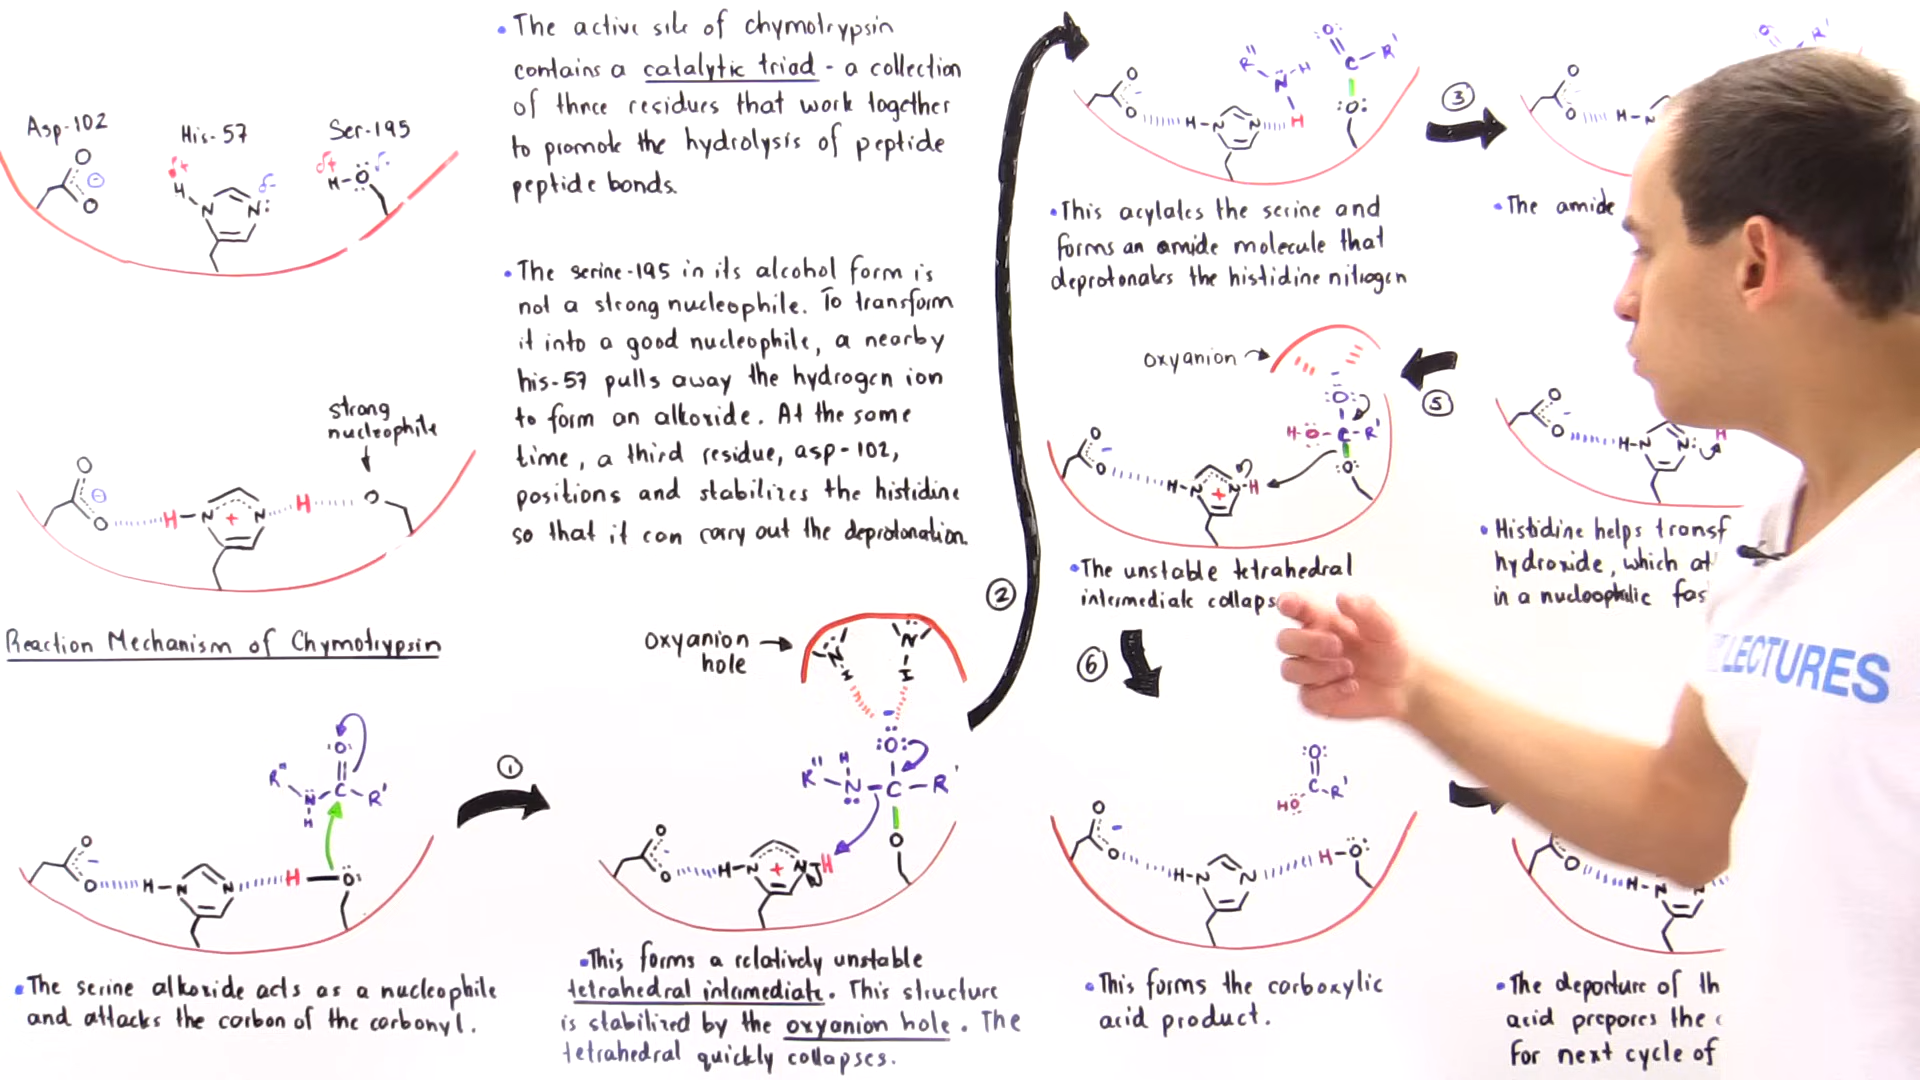 Asp-102
His-57
Ser-195
• The active site of chymotrypsin
contains a catalytic triad - a collection
of three residues that work together
to promote the hydrolysis of peptide
peptide bonds.
• The serine-195 in its alcohol form is
not a strong nucleophile. To transform
it into a good nucleophile, a nearby
his-57 pulls away the hydrogen ion
to form an alkoxide. At the same
time, a third residue, asp-102,
positions and stabilizes the histidine
so that it can carry out the deprotonation.
strong
nucleophile
Reaction Mechanism of Chymotrypsin
1
• The serine alkoxide acts as a nucleophile
and attacks the carbon of the carbonyl.
oxyanion
hole
• This forms a relatively unstable
tetrahedral intermediate. This structure
is stabilized by the oxyanion hole. The
tetrahedral quickly collapses.
2
• This acylates the serine and
forms an amide molecule that
deprotonates the histidine nitrogen
3
• The amide
• Histidine helps transf
hydroxide, which at
in a nucleophilic fas
5
oxyanion
• The unstable tetrahedral
intermediate collaps
6
• This forms the carboxylic
acid product.
• The departure of th
acid prepares the c
for next cycle of
LECTURES